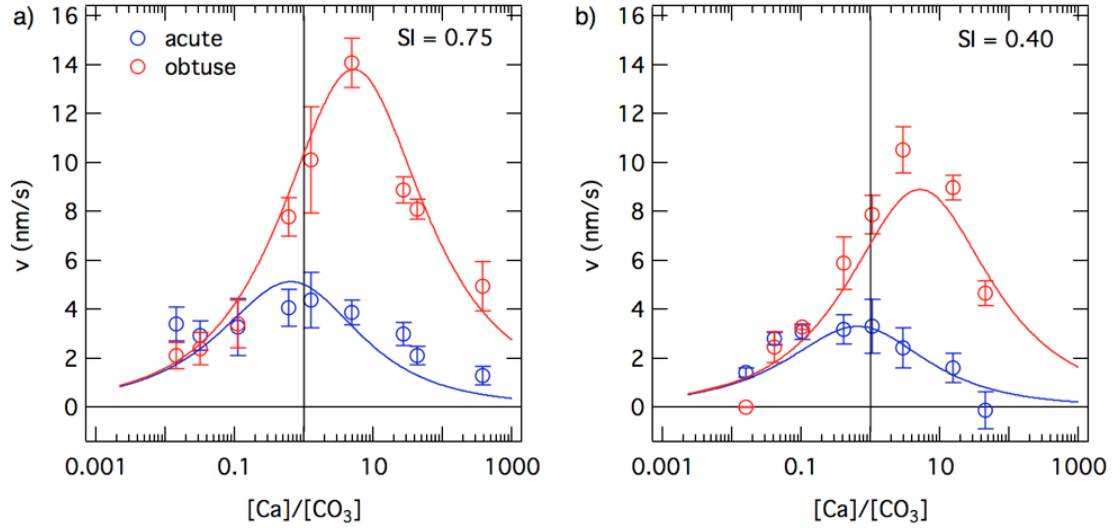 a)
16
14
12
10
8
6
4
2
0
v (nm/s)
acute
obtuse
SI = 0.75
0.001
0.1
10
1000
[Ca]/[CO₃]
b)
16
14
12
10
8
6
4
2
0
v (nm/s)
SI = 0.40
0.001
0.1
10
1000
[Ca]/[CO₃]